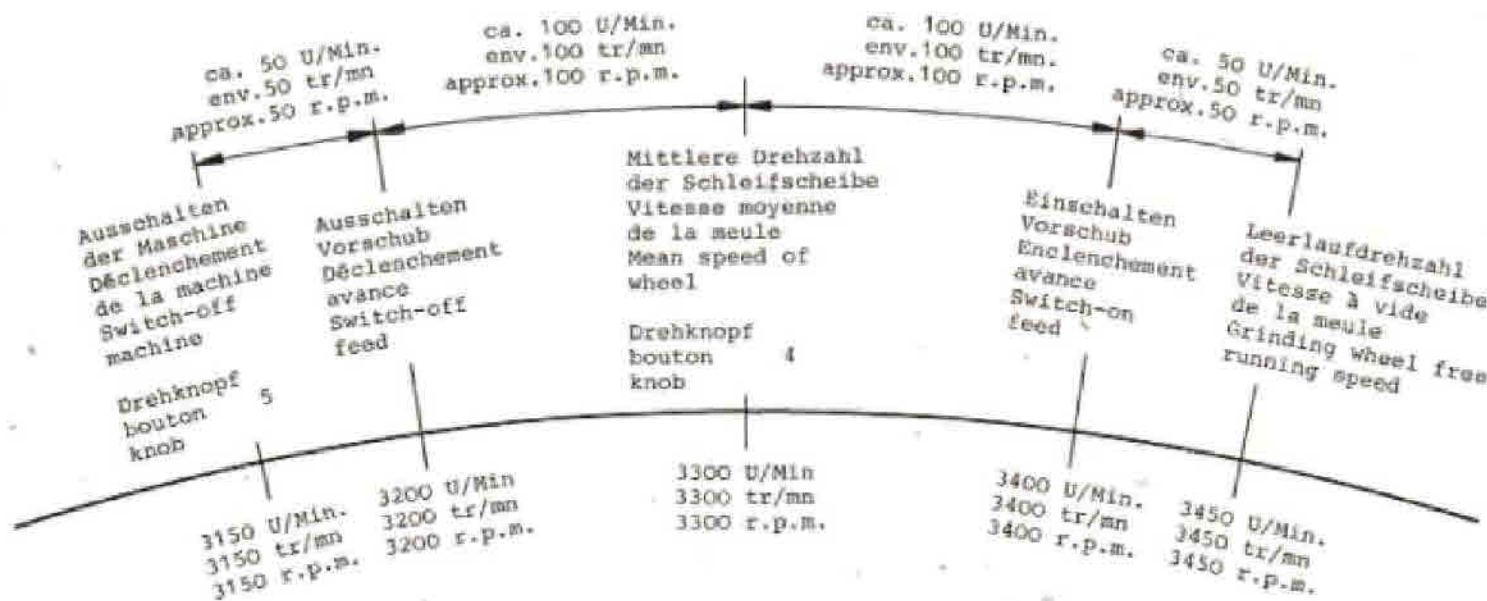 ca. 50 U/Min.
env.50 tr/mn
approx.50 r.p.m.
ca. 100 U/Min.
env.100 tr/mn
approx.100 r.p.m.
ca. 100 U/Min.
env.100 tr/mn
approx.100 r.p.m.
ca. 50 U/Min.
env.50 tr/mn
approx.50 r.p.m.
Ausschalten
der Maschine
Déclenchement
de la machine
Switch-off
machine
Drehknopf
bouton 5
knob
Ausschalten
Vorschub
Déclenchement
avance
Switch-off
feed
Mittlere Drehzahl
der Schleifscheibe
Vitesse moyenne
de la meule
Mean speed of
wheel
Drehknopf
bouton 4
knob
Einschalten
Vorschub
Enclenchement
avance
Switch-on
feed
Leerlaufdrehzahl
der Schleifscheibe
Vitesse à vide
de la meule
Grinding wheel free
running speed
3150 U/Min.
3150 tr/mn
3150 r.p.m.
3200 U/Min
3200 tr/mn
3200 r.p.m.
3300 U/Min
3300 tr/mn
3300 r.p.m.
3400 U/Min.
3400 tr/mn
3400 r.p.m.
3450 U/Min.
3450 tr/mn
3450 r.p.m.